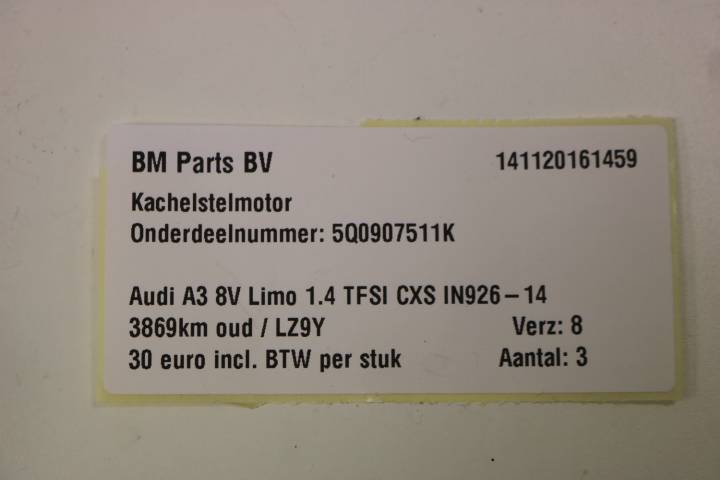 BM Parts BV 141120161459
Kachelstelmotor
Onderdeelnummer: 5Q0907511K
Audi A3 8V Limo 1.4 TFSI CXS IN926-14
3869km oud / LZ9Y Verz: 8
30 euro incl. BTW per stuk Aantal: 3